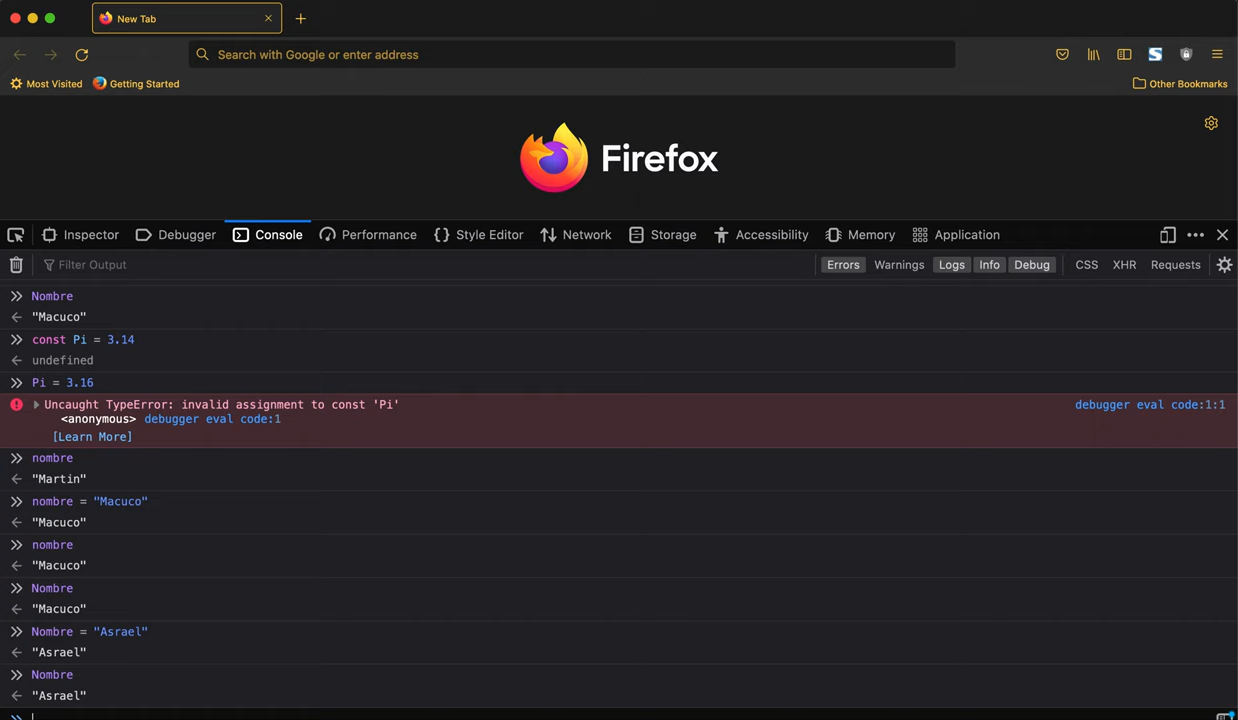 New Tab
Search with Google or enter address
Most Visited Getting Started Other Bookmarks
Firefox
Inspector Debugger Console Performance Style Editor Network Storage Accessibility Memory Application
Filter Output Errors Warnings Logs Info Debug CSS XHR Requests
Nombre
"Macuco"
const Pi = 3.14
undefined
Pi = 3.16
Uncaught TypeError: invalid assignment to const 'Pi' debugger eval code:1:1
<anonymous> debugger eval code:1
[Learn More]
nombre
"Martin"
nombre = "Macuco"
"Macuco"
nombre
"Macuco"
Nombre
"Macuco"
Nombre = "Asrael"
"Asrael"
Nombre
"Asrael"